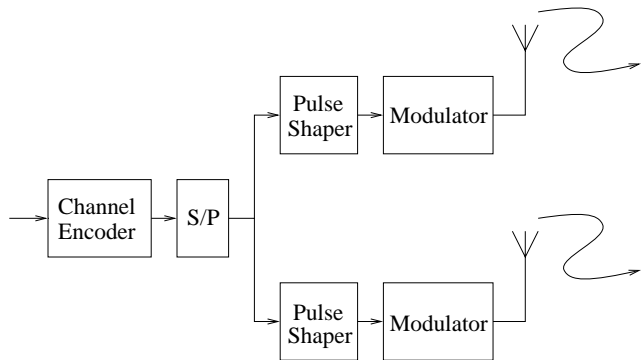 Pulse
Shaper
Modulator
Channel
Encoder
S/P
Pulse
Shaper
Modulator